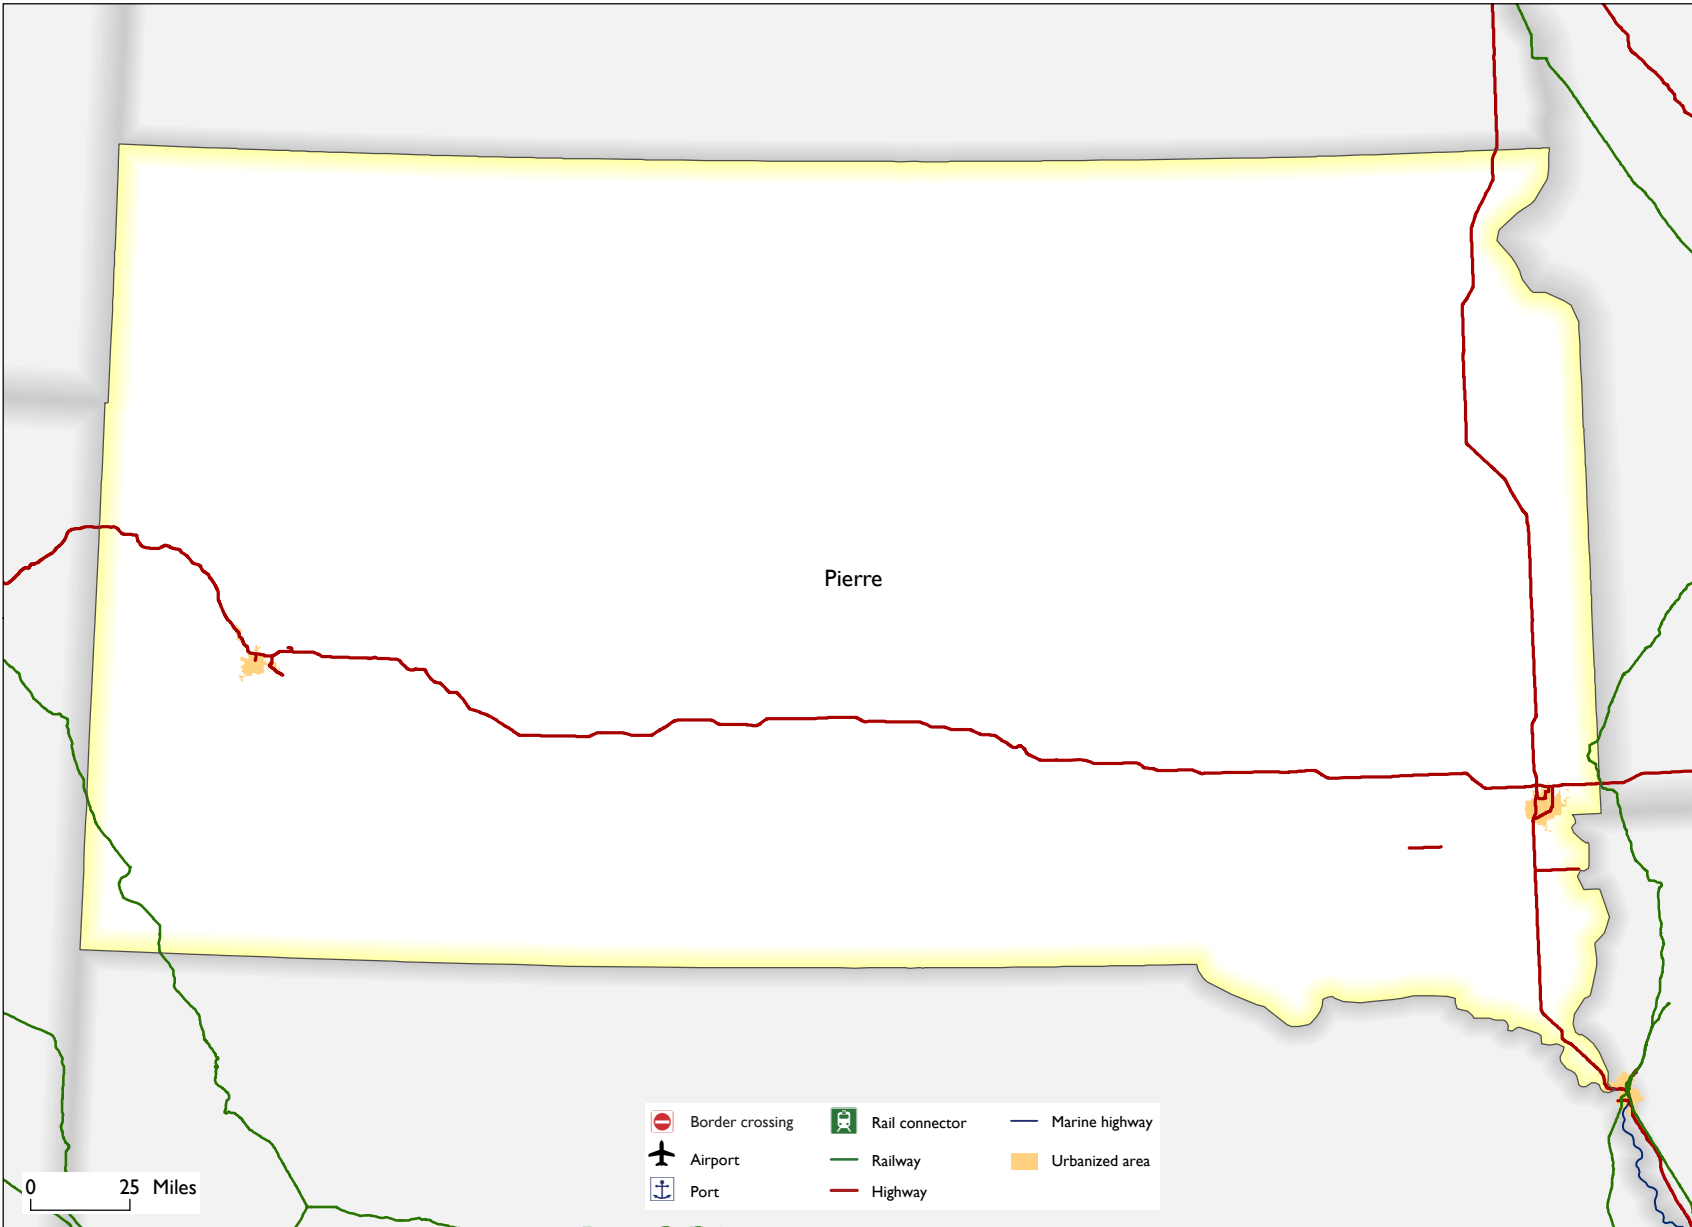 Pierre
Border crossing
Rail connector
Marine highway
Airport
Railway
Urbanized area
Port
Highway
0 25 Miles